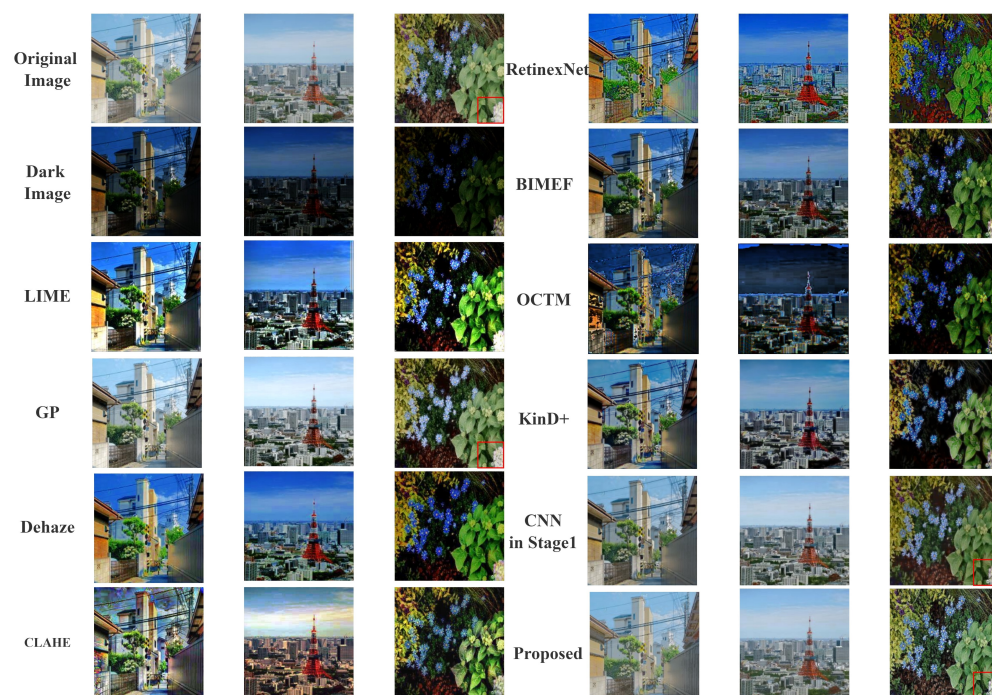 Original
Image
Dark
Image
LIME
GP
Dehaze
CLAHE
RetinexNet
BIMEF
OCTM
KinD+
CNN
in Stage1
Proposed